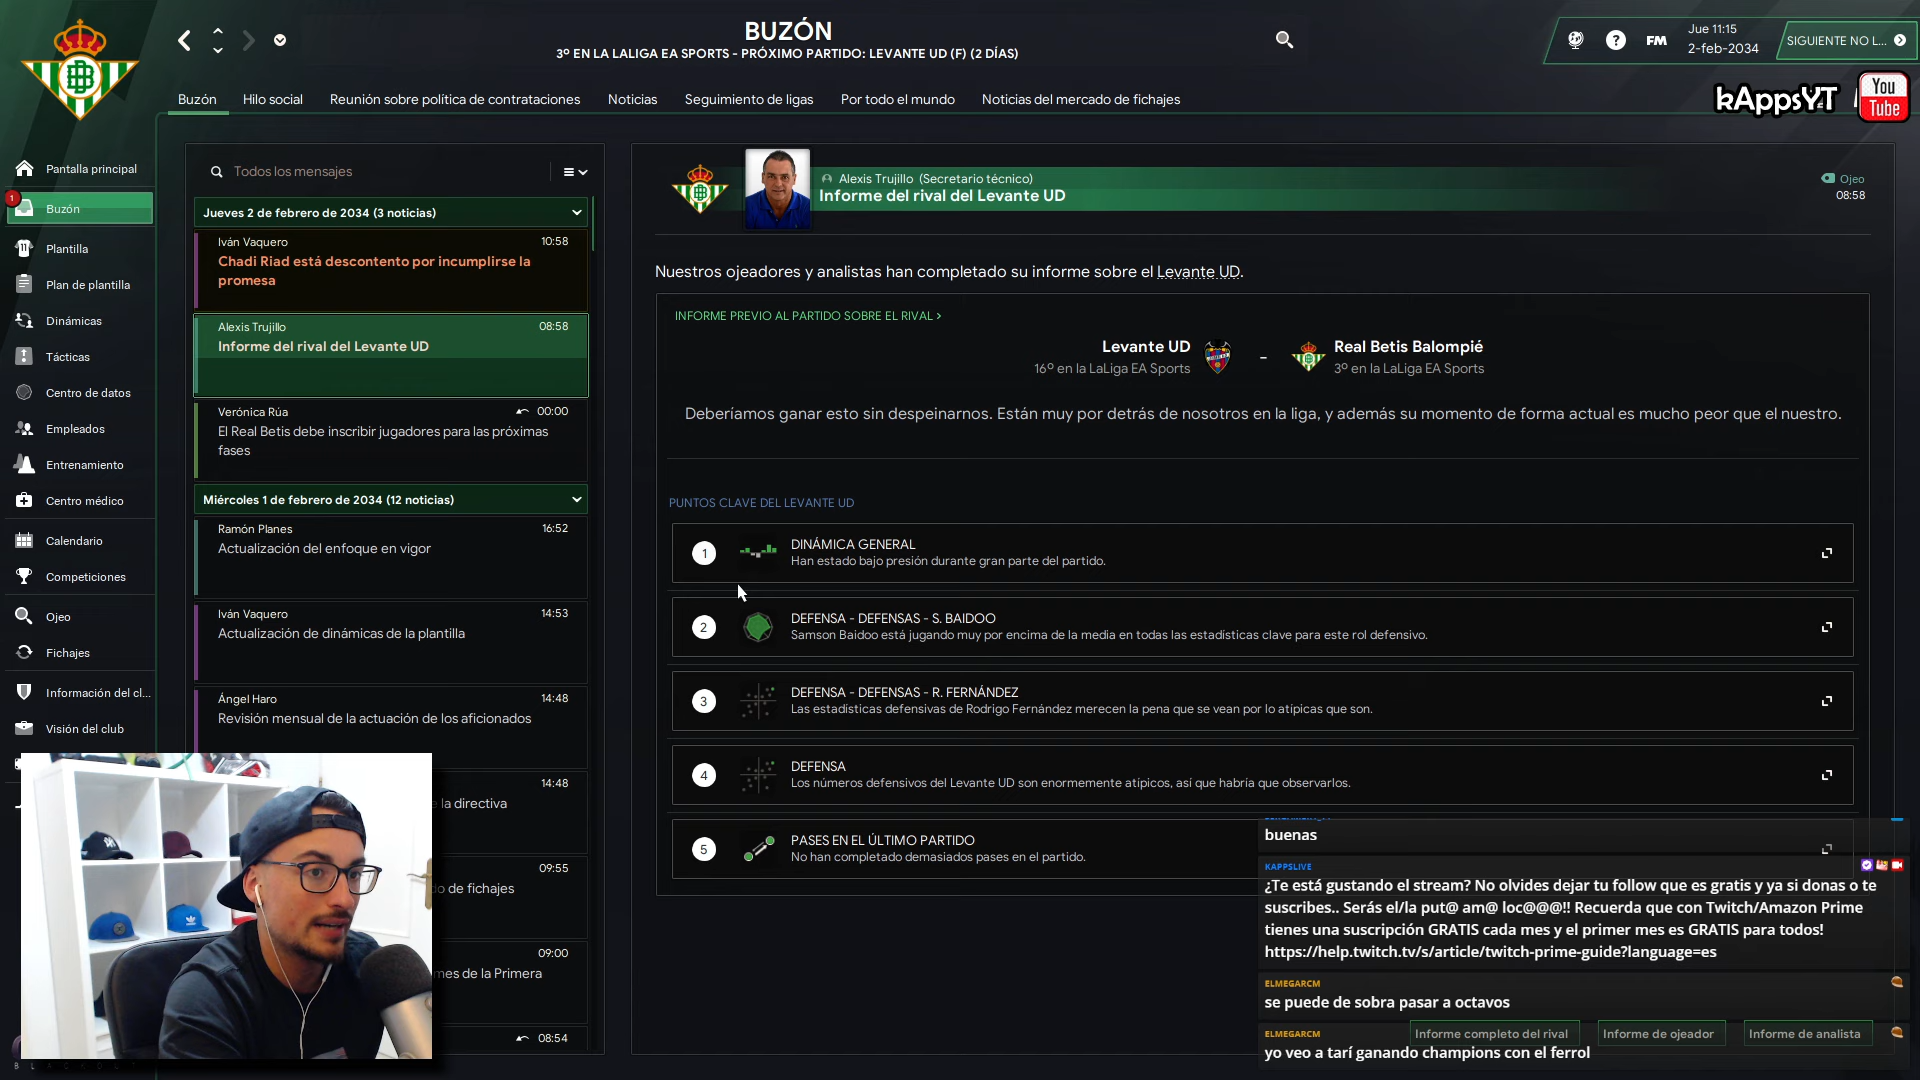 BUZÓN
3º EN LA LALIGA EA SPORTS - PRÓXIMO PARTIDO: LEVANTE UD (F) (2 DÍAS)
FM
Jue 11:15
2-feb-2034
SIGUIENTE NO L...
kAppsYT
You
Tube
Buzón
Hilo social
Reunión sobre política de contrataciones
Noticias
Seguimiento de ligas
Por todo el mundo
Noticias del mercado de fichajes
Pantalla principal
1
Buzón
Plantilla
Plan de plantilla
Dinámicas
Tácticas
Centro de datos
Empleados
Entrenamiento
Centro médico
Calendario
Competiciones
Ojeo
Fichajes
Información del cl...
Visión del club
Todos los mensajes
Jueves 2 de febrero de 2034 (3 noticias)
Iván Vaquero 10:58
Chadi Riad está descontento por incumplirse la
promesa
Alexis Trujillo 08:58
Informe del rival del Levante UD
Verónica Rúa 00:00
El Real Betis debe inscribir jugadores para las próximas
fases
Miércoles 1 de febrero de 2034 (12 noticias)
Ramón Planes 16:52
Actualización del enfoque en vigor
Iván Vaquero 14:53
Actualización de dinámicas de la plantilla
Ángel Haro 14:48
Revisión mensual de la actuación de los aficionados
14:48
la directiva
09:55
o de fichajes
09:00
mes de la Primera
08:54
Alexis Trujillo (Secretario técnico)
Informe del rival del Levante UD
Ojeo
08:58
Nuestros ojeadores y analistas han completado su informe sobre el Levante UD.
INFORME PREVIO AL PARTIDO SOBRE EL RIVAL >
Levante UD
16º en la LaLiga EA Sports
-
Real Betis Balompié
3º en la LaLiga EA Sports
Deberíamos ganar esto sin despeinarnos. Están muy por detrás de nosotros en la liga, y además su momento de forma actual es mucho peor que el nuestro.
PUNTOS CLAVE DEL LEVANTE UD
1
DINÁMICA GENERAL
Han estado bajo presión durante gran parte del partido.
2
DEFENSA - DEFENSAS - S. BAIDOO
Samson Baidoo está jugando muy por encima de la media en todas las estadísticas clave para este rol defensivo.
3
DEFENSA - DEFENSAS - R. FERNÁNDEZ
Las estadísticas defensivas de Rodrigo Fernández merecen la pena que se vean por lo atípicas que son.
4
DEFENSA
Los números defensivos del Levante UD son enormemente atípicos, así que habría que observarlos.
5
PASES EN EL ÚLTIMO PARTIDO
No han completado demasiados pases en el partido.
buenas
KAPPSLIVE
¿Te está gustando el stream? No olvides dejar tu follow que es gratis y ya si donas o te
suscribes.. Serás el/la put@ am@ loc@@@!! Recuerda que con Twitch/Amazon Prime
tienes una suscripción GRATIS cada mes y el primer mes es GRATIS para todos!
https://help.twitch.tv/s/article/twitch-prime-guide?language=es
ELMEGARCM
se puede de sobra pasar a octavos
ELMEGARCM
yo veo a tarí ganando champions con el ferrol
Informe completo del rival
Informe de ojeador
Informe de analista